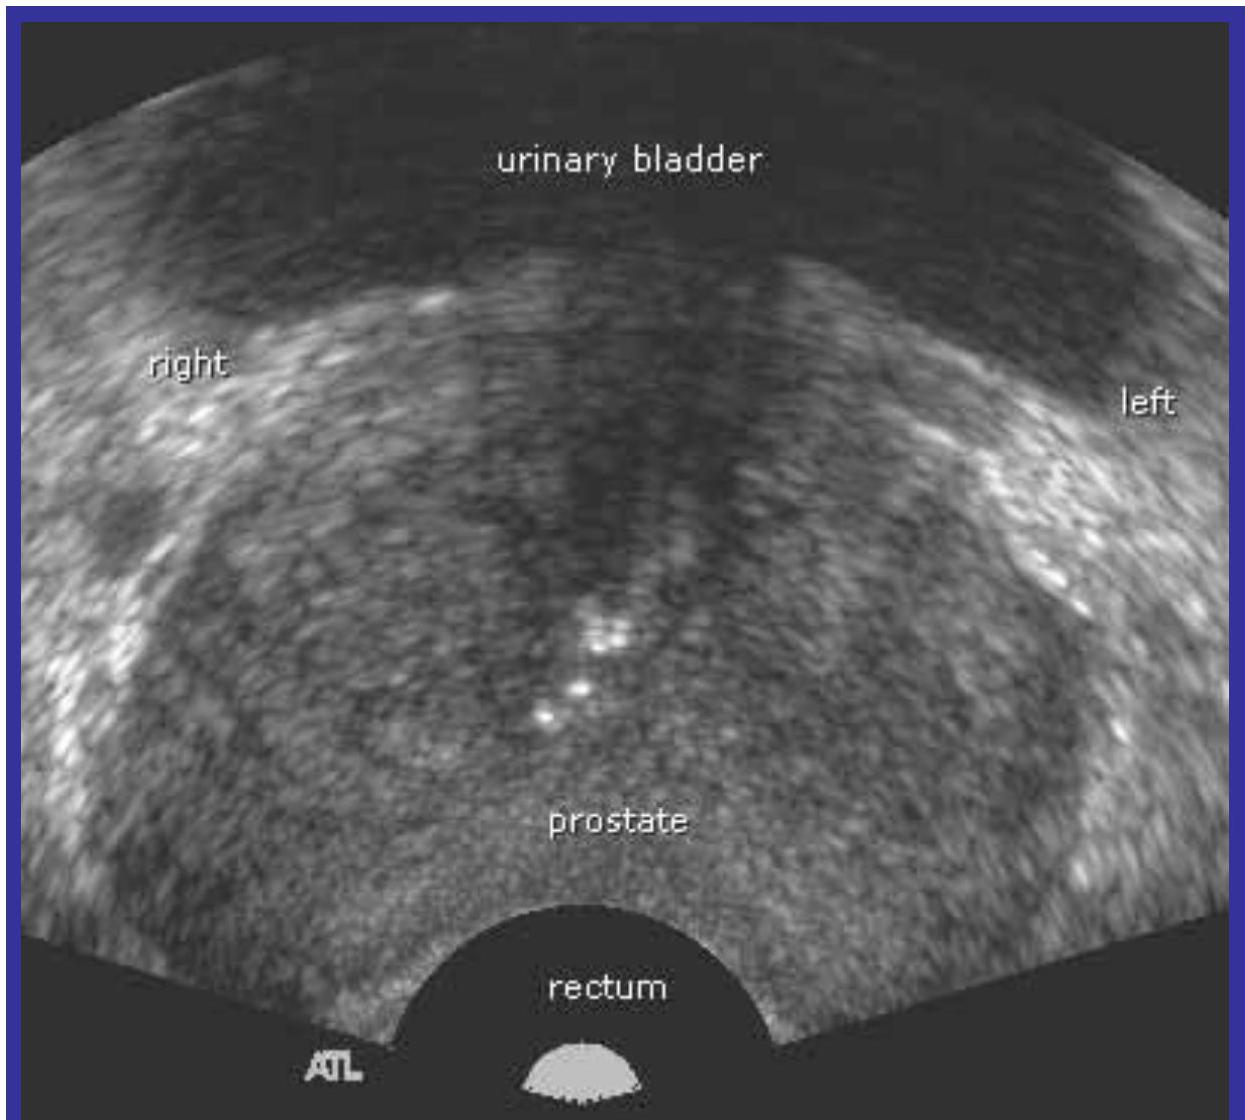 urinary bladder
right
left
prostate
rectum
ATL